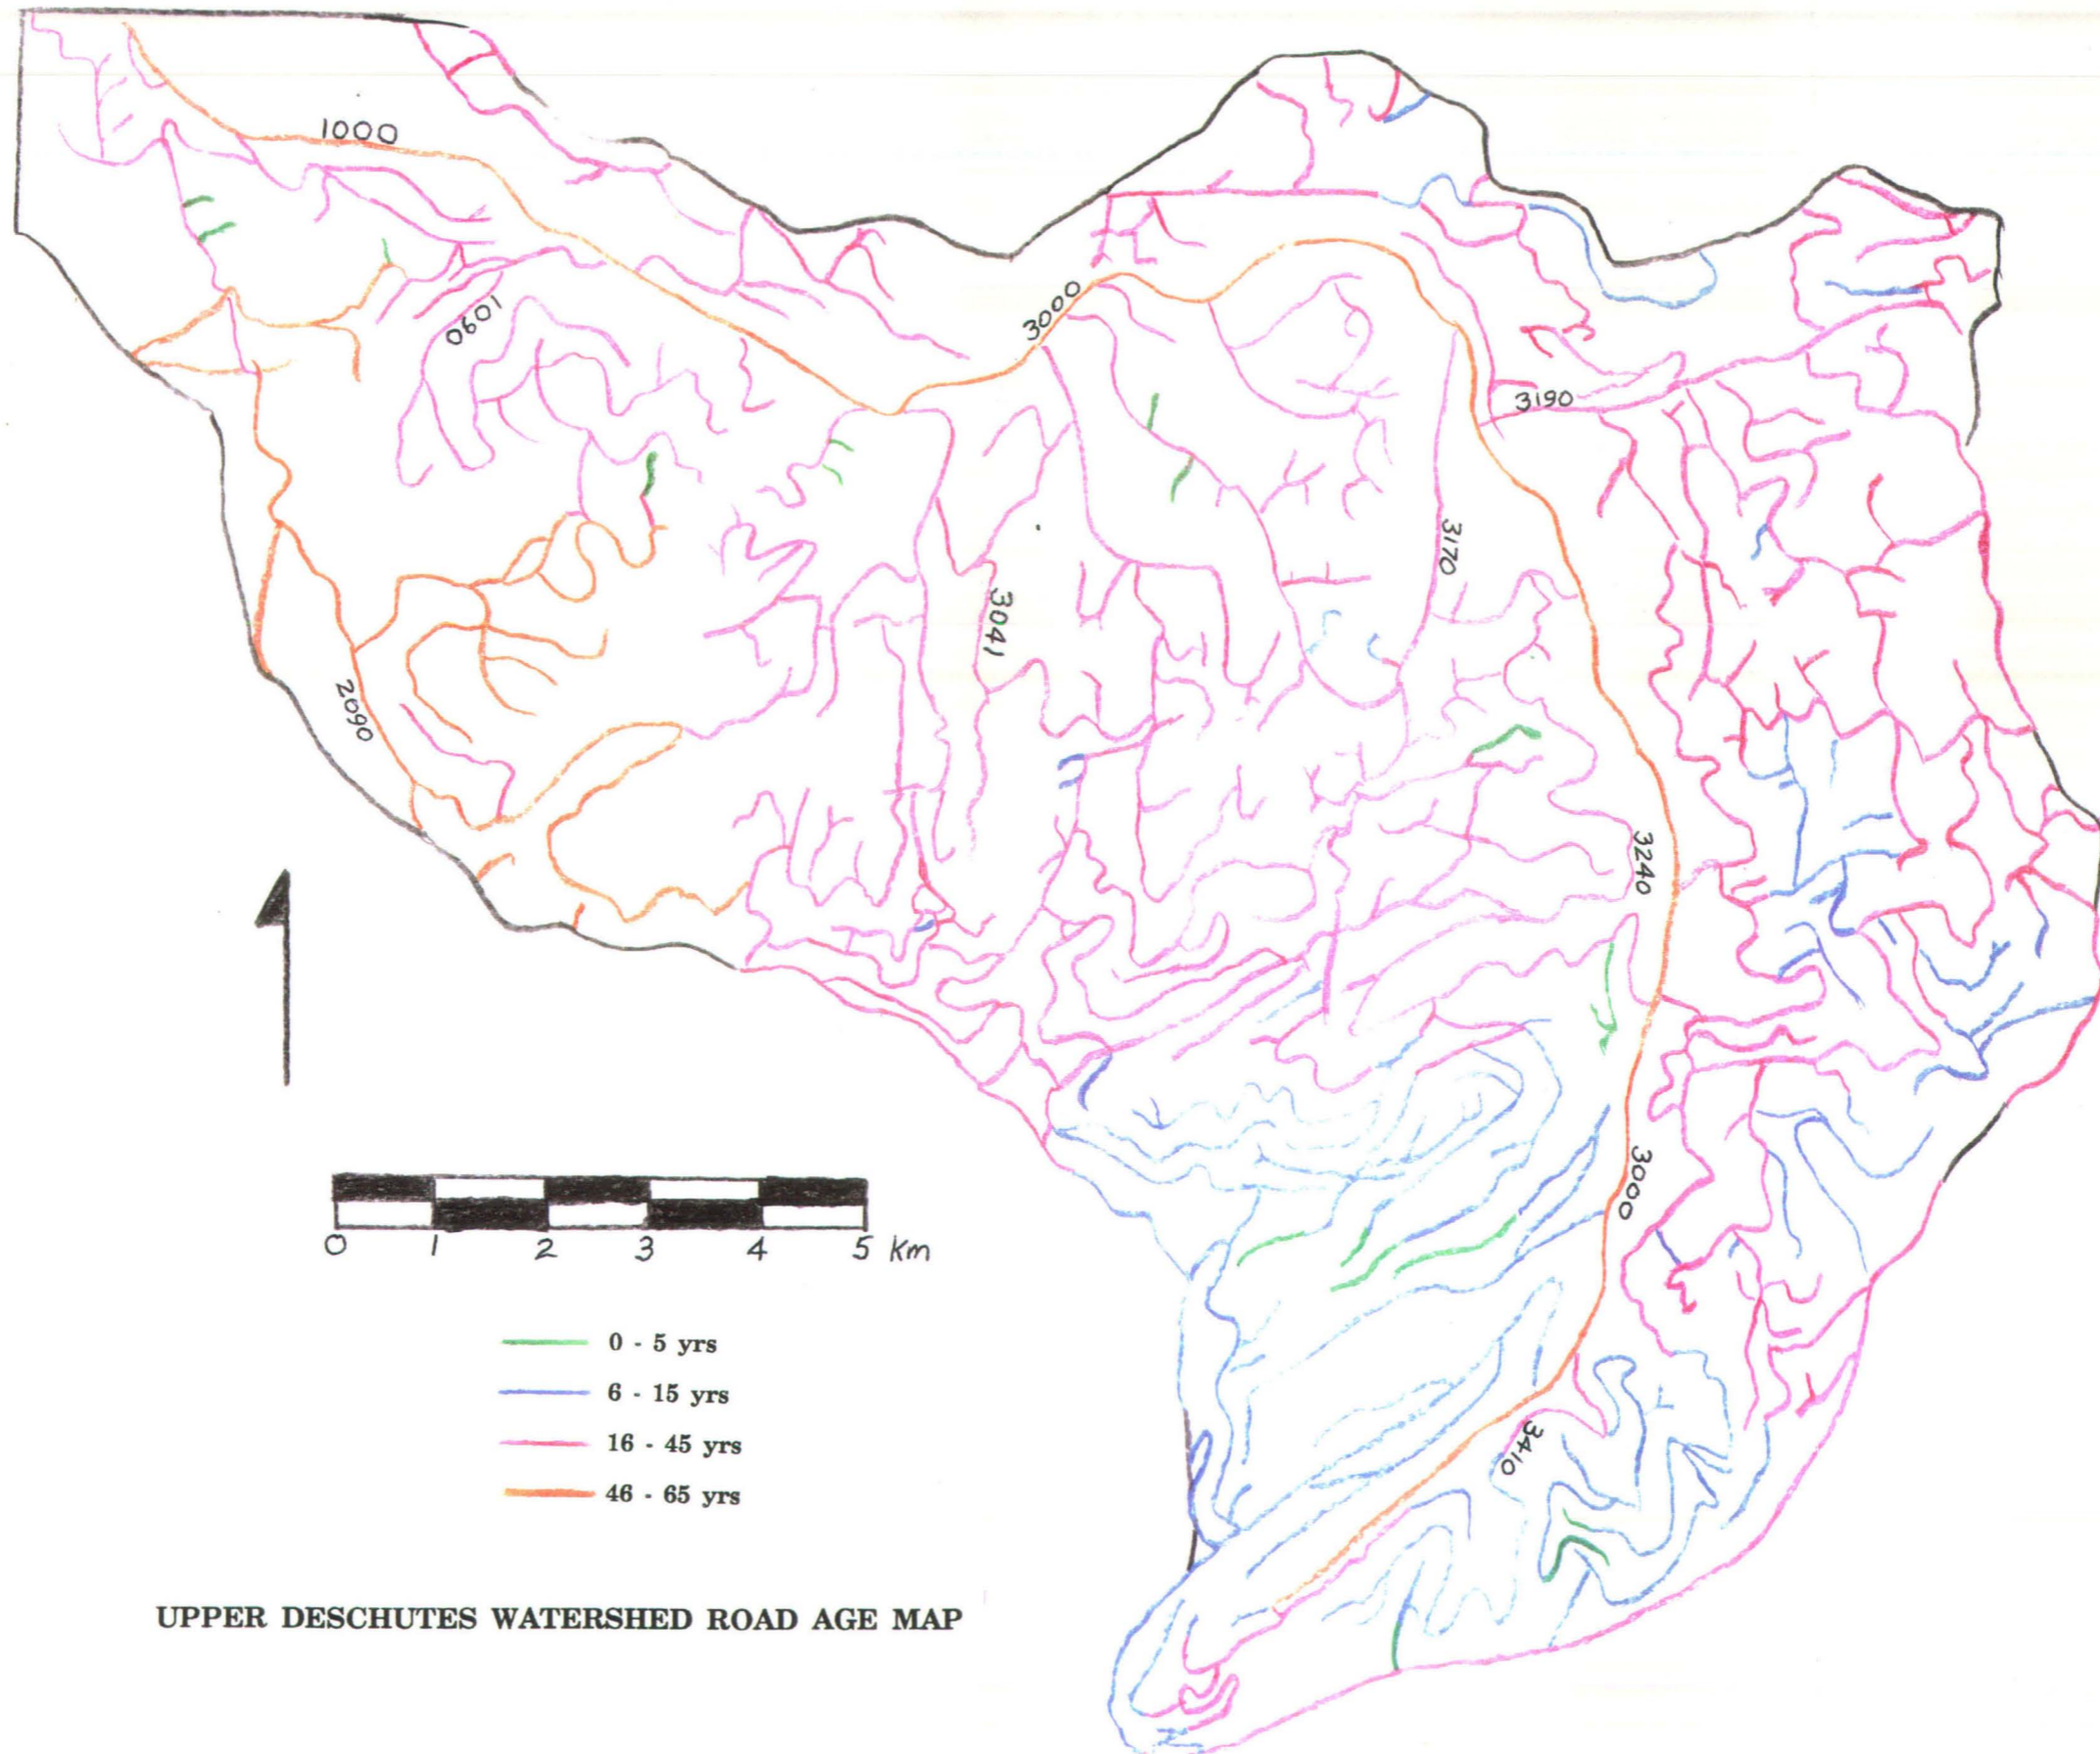 1000
1090
3000
3190
3170
3041
2090
3240
3000
3410
0 1 2 3 4 5 Km
0 - 5 yrs
6 - 15 yrs
16 - 45 yrs
46 - 65 yrs
UPPER DESCHUTES WATERSHED ROAD AGE MAP